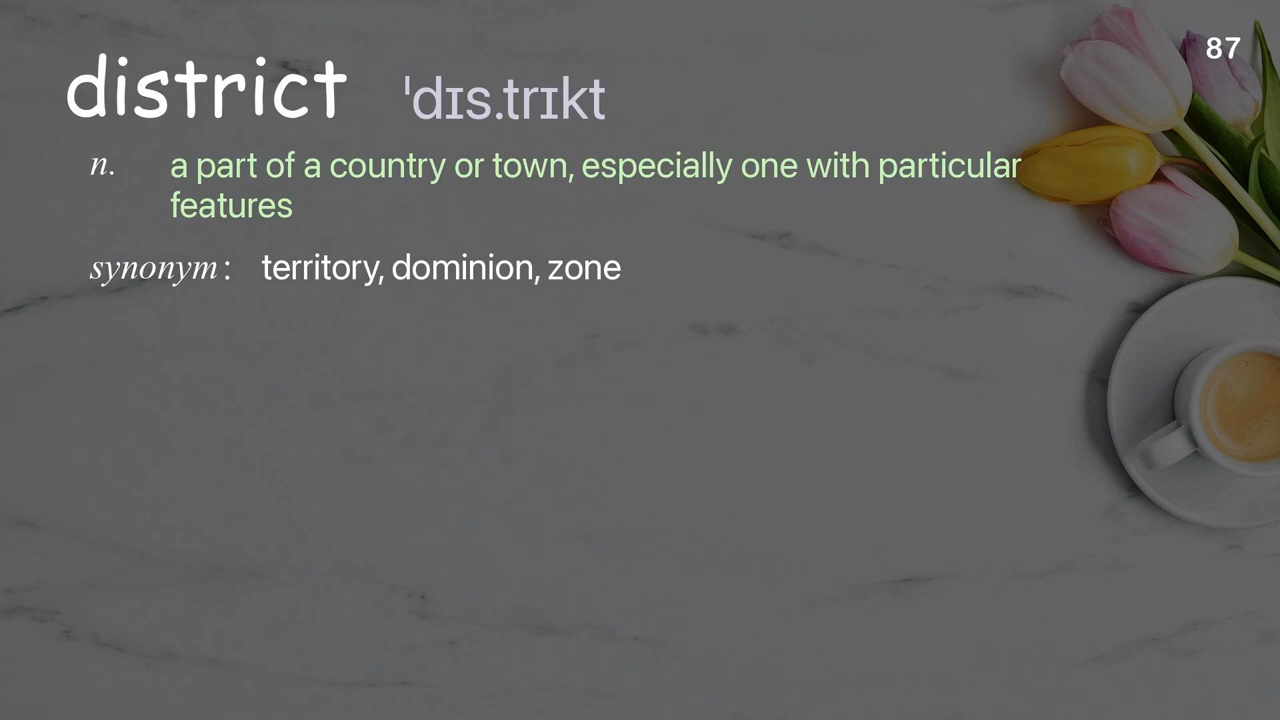 87
district ˈdɪs.trɪkt
n. a part of a country or town, especially one with particular
features
synonym: territory, dominion, zone